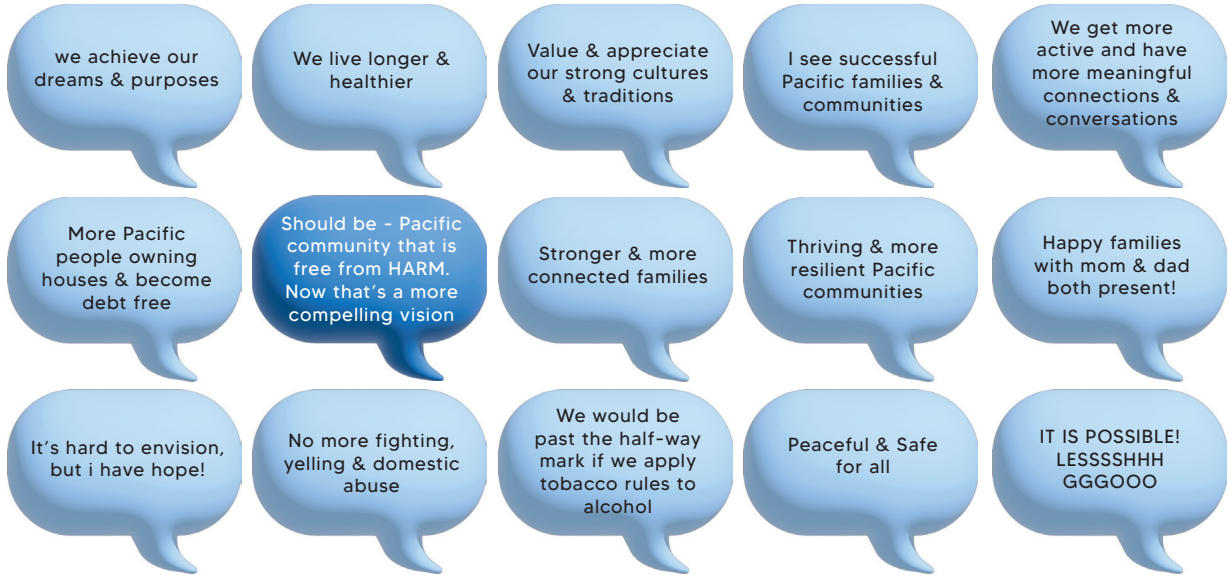 we achieve our
dreams & purposes
We live longer &
healthier
Value & appreciate
our strong cultures
& traditions
I see successful
Pacific families &
communities
We get more
active and have
more meaningful
connections &
conversations
More Pacific
people owning
houses & become
debt free
Should be - Pacific
community that is
free from HARM.
Now that's a more
compelling vision
Stronger & more
connected families
Thriving & more
resilient Pacific
communities
Happy families
with mom & dad
both present!
It's hard to envision,
but i have hope!
No more fighting,
yelling & domestic
abuse
We would be
past the half-way
mark if we apply
tobacco rules to
alcohol
Peaceful & Safe
for all
IT IS POSSIBLE!
LESSSSHHH
GGGOOO